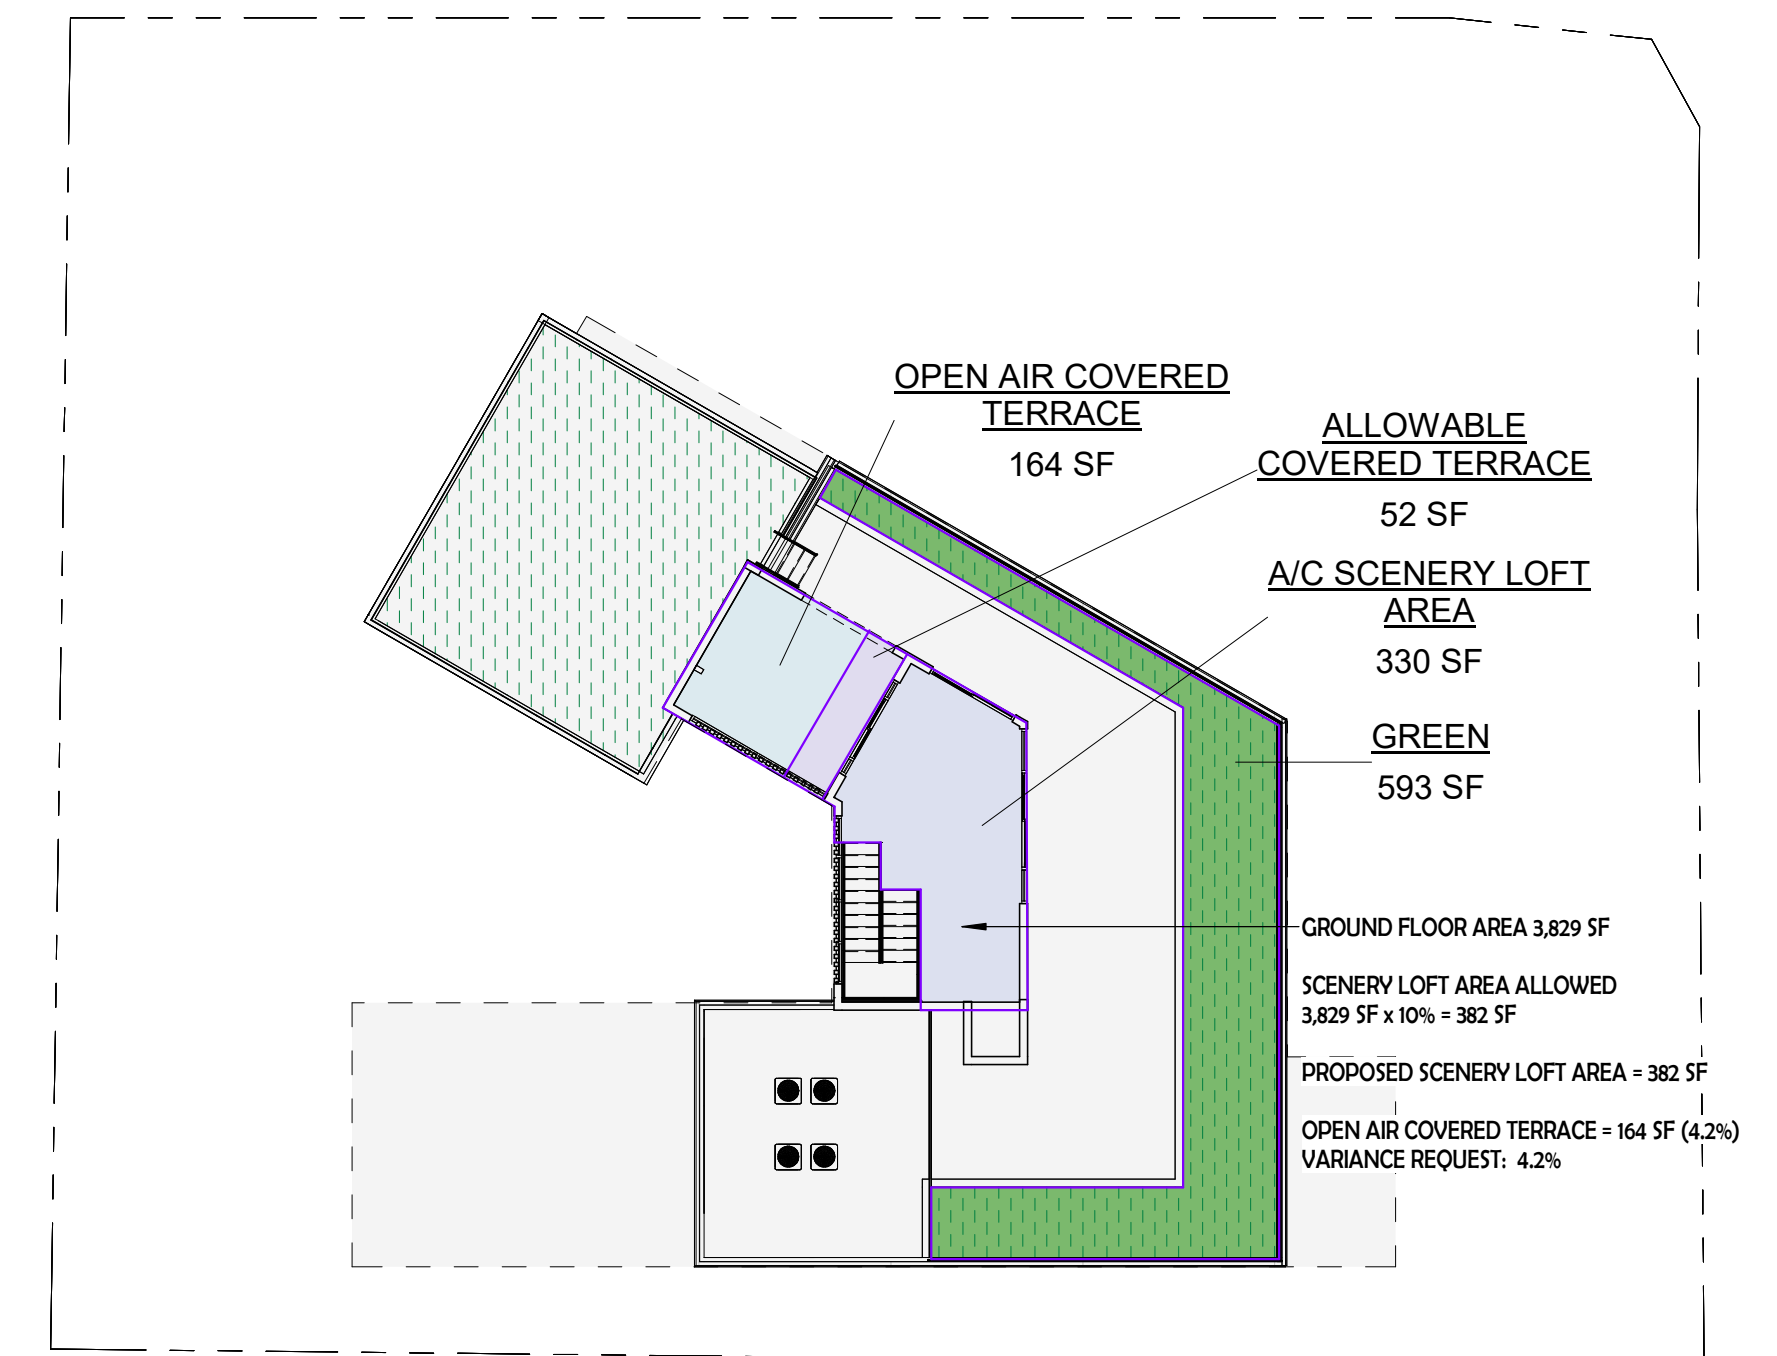 OPEN AIR COVERED
TERRACE
164 SF
ALLOWABLE
COVERED TERRACE
52 SF
A/C SCENERY LOFT
AREA
330 SF
GREEN
593 SF
GROUND FLOOR AREA 3,829 SF
SCENERY LOFT AREA ALLOWED
3,829 SF x 10% = 382 SF
PROPOSED SCENERY LOFT AREA = 382 SF
OPEN AIR COVERED TERRACE = 164 SF (4.2%)
VARIANCE REQUEST: 4.2%